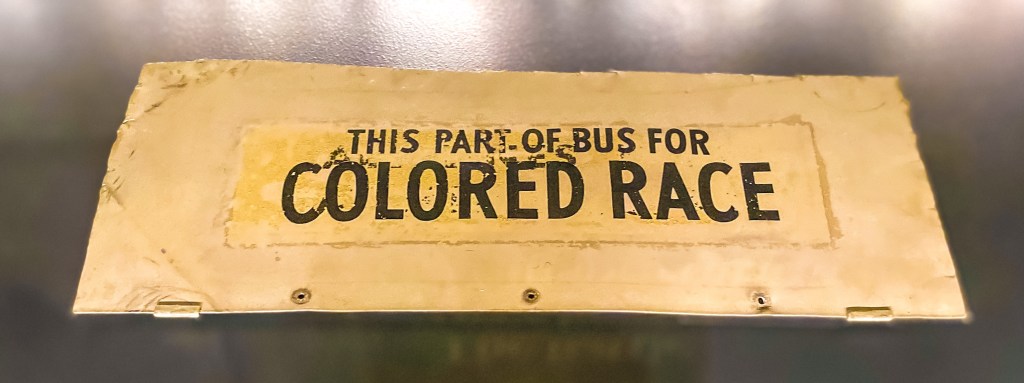 THIS PART OF BUS FOR
COLORED RACE